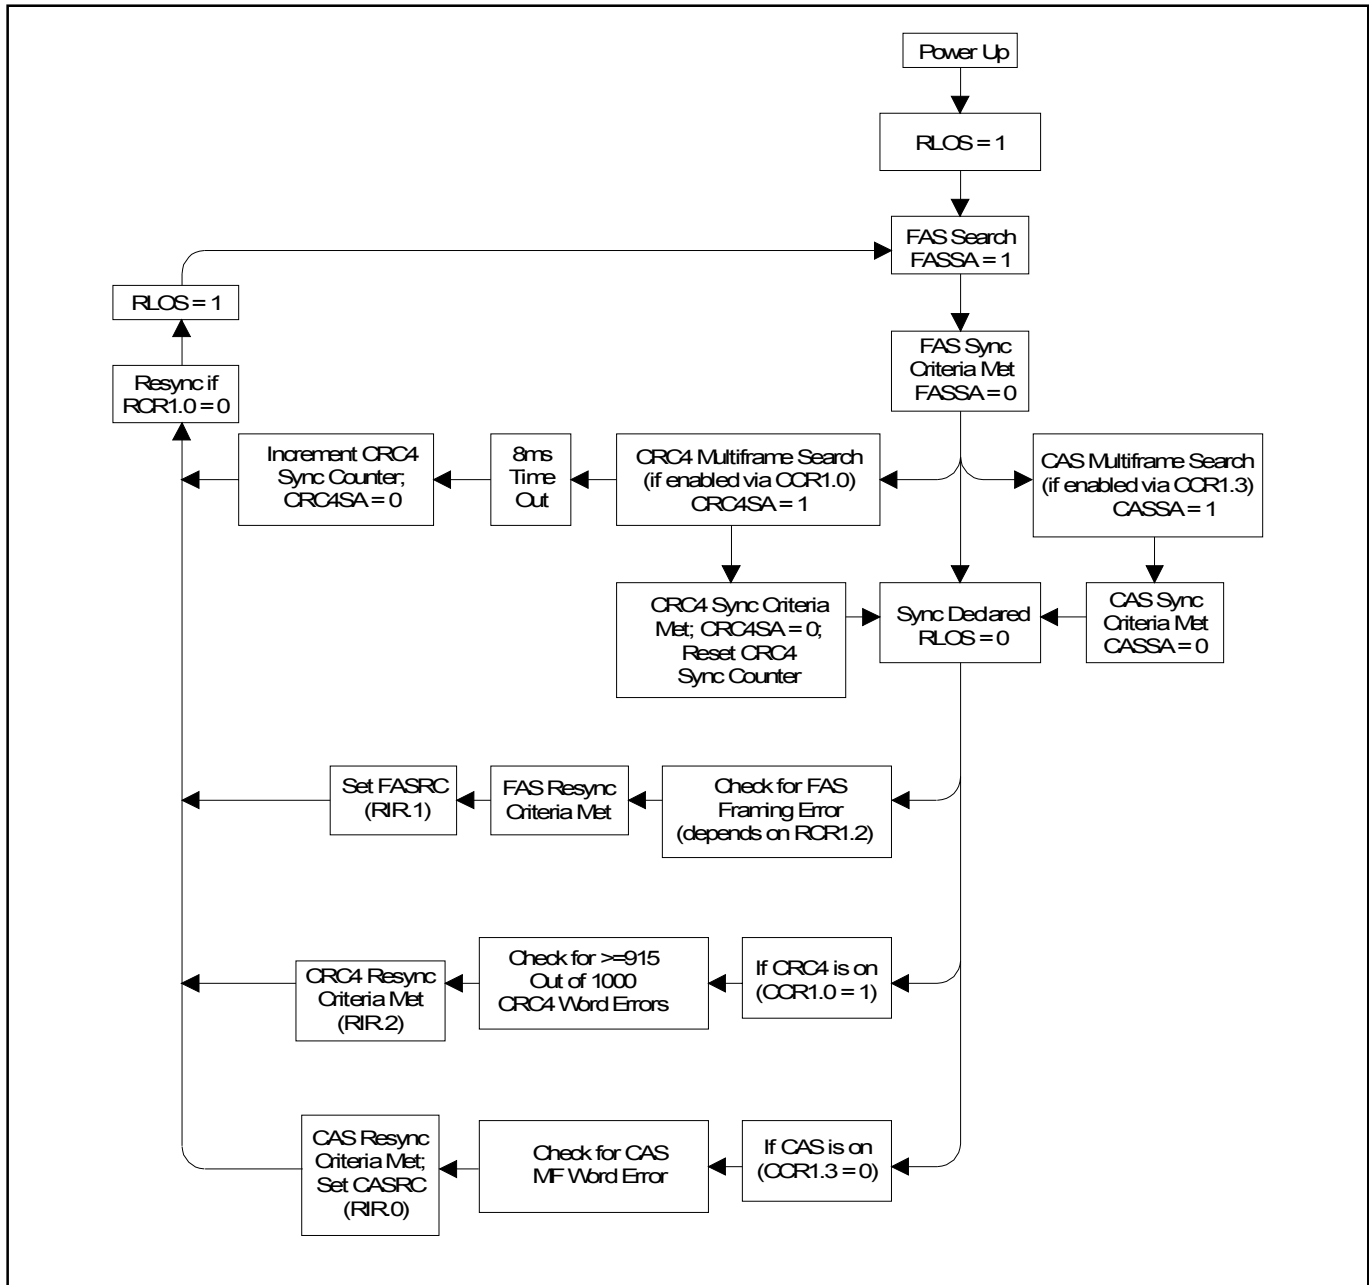 Power Up
RLOS = 1
FAS Search
FASSA = 1
RLOS = 1
FAS Sync
Criteria Met
FASSA = 0
Resync if
RCR1.0 = 0
Increment CRC4
Sync Counter;
CRC4SA = 0
8ms
Time
Out
CRC4 Multiframe Search
(if enabled via CCR1.0)
CRC4SA = 1
CAS Multiframe Search
(if enabled via CCR1.3)
CASSA = 1
CRC4 Sync Criteria
Met; CRC4SA = 0;
Reset CRC4
Sync Counter
Sync Declared
RLOS = 0
CAS Sync
Criteria Met
CASSA = 0
Set FASRC
(RIR.1)
FAS Resync
Criteria Met
Check for FAS
Framing Error
(depends on RCR1.2)
CRC4 Resync
Criteria Met
(RIR.2)
Check for >=915
Out of 1000
CRC4 Word Errors
If CRC4 is on
(CCR1.0 = 1)
CAS Resync
Criteria Met;
Set CASRC
(RIR.0)
Check for CAS
MF Word Error
If CAS is on
(CCR1.3 = 0)